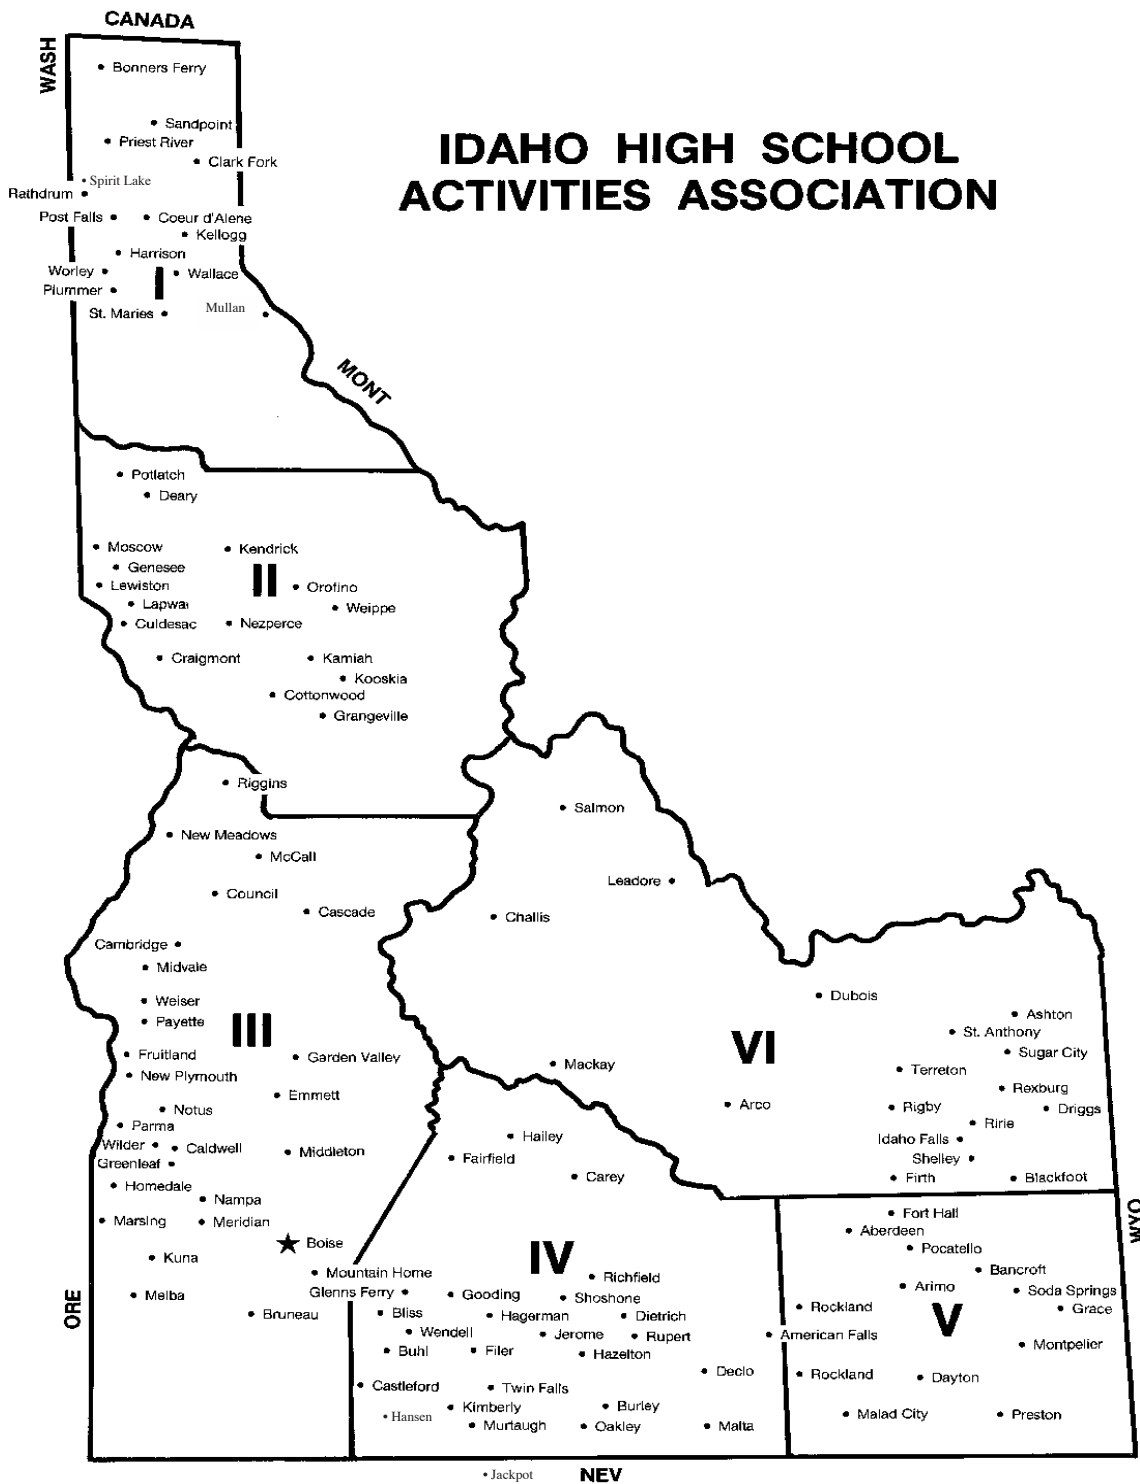 CANADA
WASH
Bonners Ferry
IDAHO HIGH SCHOOL
ACTIVITIES ASSOCIATION
Sandpoint
Priest River
Clark Fork
Spirit Lake
Rathdrum
Post Falls
Coeur d'Alene
Kellogg
Harrison
Worley
I
Wallace
Plummer
St. Maries
Mullan
MONT
Potlatch
Deary
Moscow
Kendrick
Genesee
II
Lewiston
Orofino
Lapwai
Weippe
Culdesac
Nezperce
Craigmont
Kamiah
Kooskia
Cottonwood
Grangeville
Riggins
New Meadows
McCall
Council
Cascade
Cambridge
Midvale
Weiser
Payette
III
Fruitland
Garden Valley
New Plymouth
Emmett
Notus
Parma
Wilder
Caldwell
Middleton
Greenleaf
Homedale
Nampa
Marsing
Meridian
Boise
Kuna
Mountain Home
Melba
Bruneau
ORE
Salmon
Leadore
Challis
Dubois
Ashton
St. Anthony
VI
Sugar City
Mackay
Terreton
Rexburg
Arco
Rigby
Driggs
Ririe
Idaho Falls
Shelley
Firth
Blackfoot
WYO
Hailey
Fairfield
Carey
IV
Richfield
Glenns Ferry
Gooding
Shoshone
Bliss
Hagerman
Dietrich
Wendell
Jerome
Rupert
Buhl
Filer
Hazelton
Declo
Castleford
Twin Falls
Kimberly
Burley
Hansen
Murtaugh
Oakley
Malta
Fort Hall
Aberdeen
Pocatello
Bancroft
Arimo
Soda Springs
Rockland
V
Grace
American Falls
Montpelier
Rockland
Dayton
Malad City
Preston
Jackpot
NEV